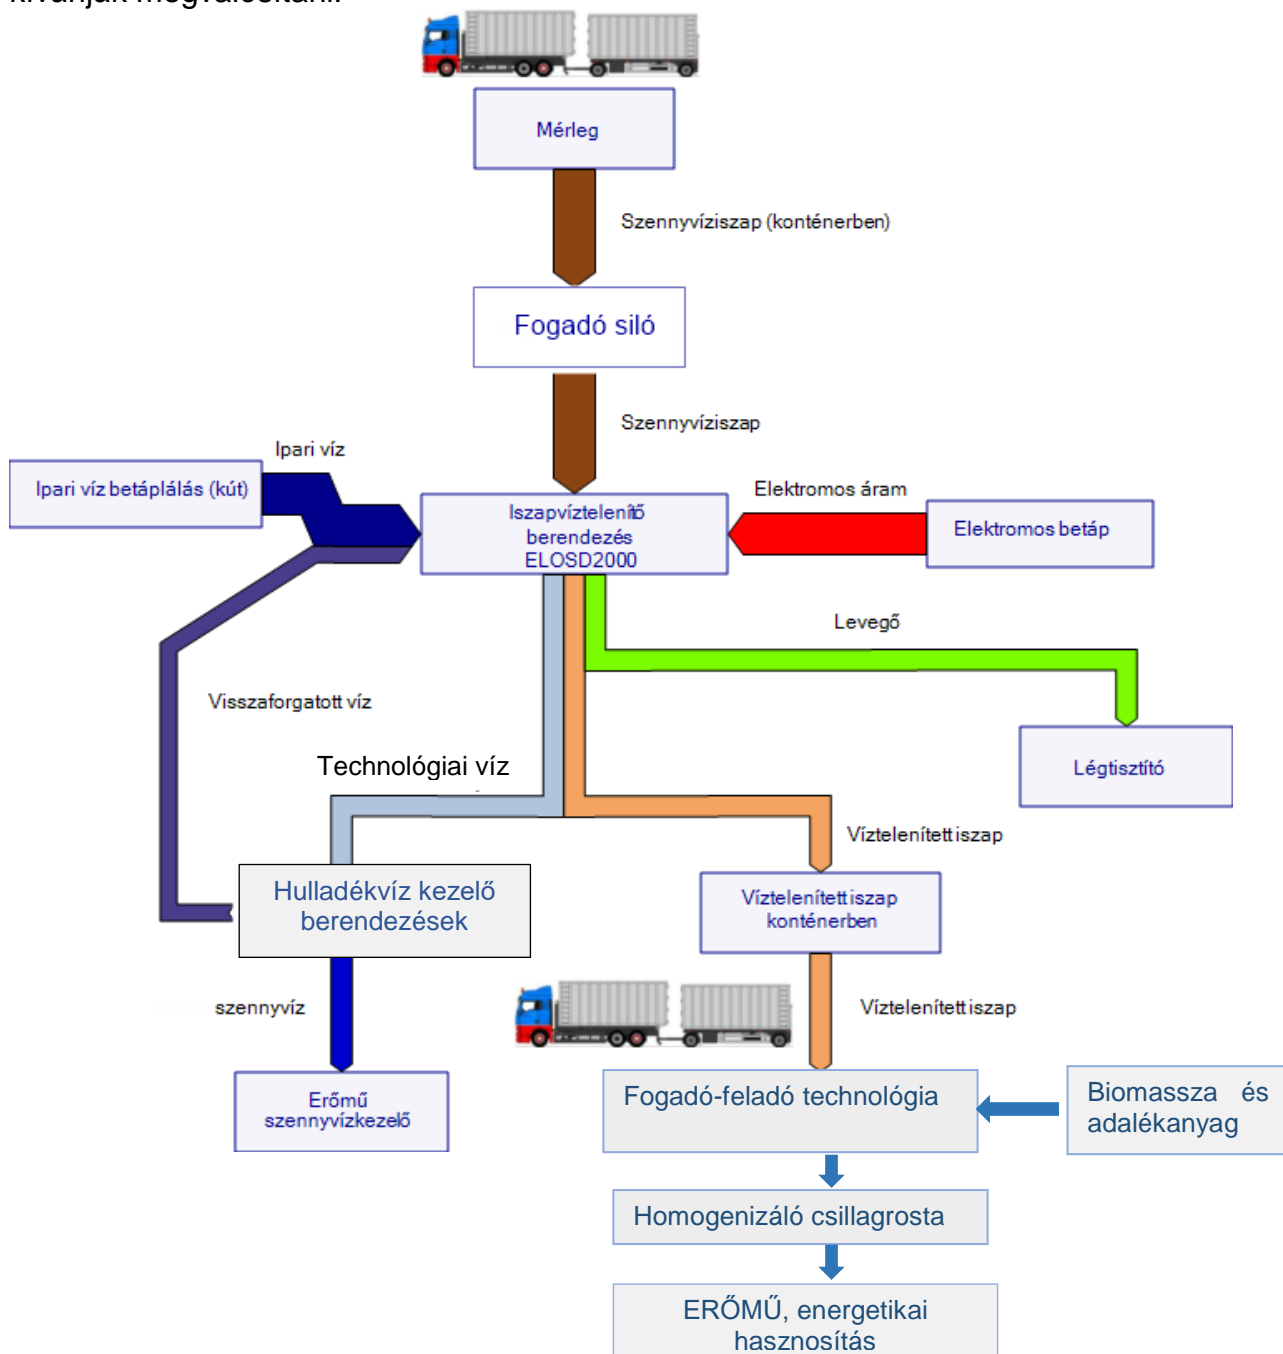 Mérleg
Szennyvíziszap (konténerben)
Fogadó siló
Szennyvíziszap
Ipari víz
Ipari víz betáplálás (kút)
Iszapvíztelenítő
berendezés
ELOSD2000
Elektromos áram
Elektromos betáp
Levegő
Visszaforgatott víz
Technológiai víz
Légtisztító
Víztelenített iszap
Hulladékvíz kezelő
berendezések
Víztelenített iszap
konténerben
szennyvíz
Víztelenített iszap
Erőmű
szennyvízkezelő
Fogadó-feladó technológia
Biomassza és
adalékanyag
Homogenizáló csillagrosta
ERŐMŰ, energetikai
hasznosítás